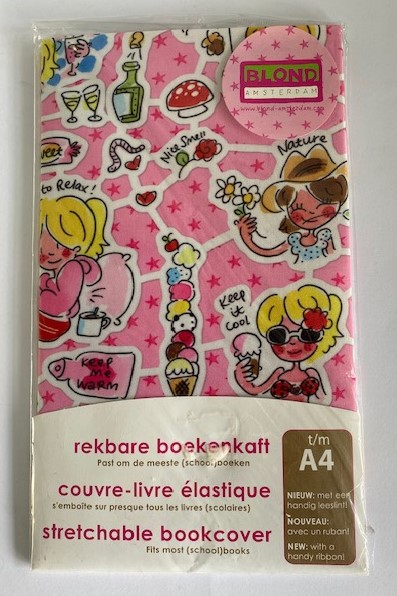 BLOND
AMSTERDAM
www.blond-amsterdam.com
Nice Smell
Nature
to Relax!
Keep
it
Cool
KEEP
ME
WARM
rekbare boekenkaft
Past om de meeste (school)boeken
couvre-livre élastique
s'emboîte sur presque tous les livres (scolaires)
stretchable bookcover
Fits most (school)books
t/m
A4
NIEUW: met een
handig leeslint!
NOUVEAU:
avec un ruban!
NEW: with a
handy ribbon!